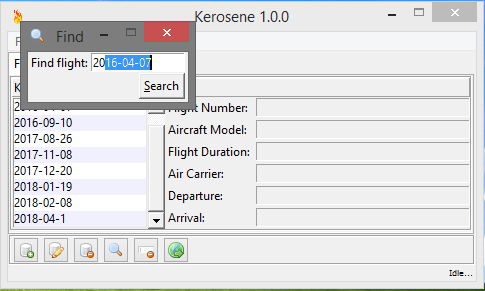 Kerosene 1.0.0
Find
Find flight: 2016-04-07
Search
2016-09-10
2017-08-26
2017-11-08
2017-12-20
2018-01-19
2018-02-08
2018-04-1
Flight Number:
Aircraft Model:
Flight Duration:
Air Carrier:
Departure:
Arrival:
Idle...